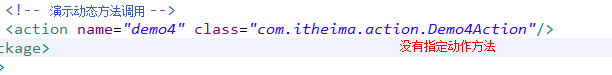 <!-- 演示动态方法调用 -->
<action name="demo4" class="com.itheima.action.Demo4Action"/>
ckage>
没有指定动作方法
>